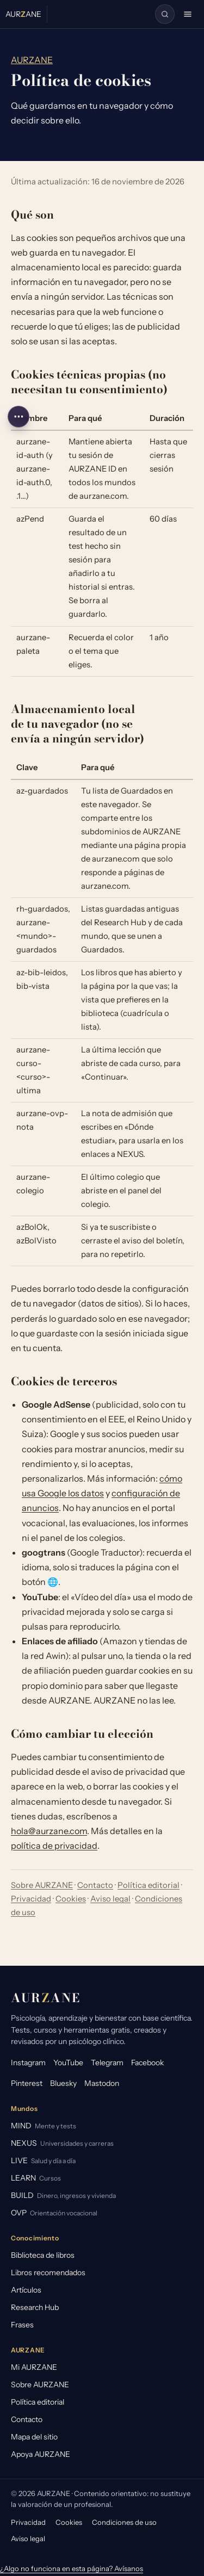 AURZANE
AURZANE
Política de cookies
Qué guardamos en tu navegador y cómo
decidir sobre ello.
Última actualización: 16 de noviembre de 2026
Qué son
Las cookies son pequeños archivos que una
web guarda en tu navegador. El
almacenamiento local es parecido: guarda
información en tu navegador, pero no se
envía a ningún servidor. Las técnicas son
necesarias para que la web funcione o
recuerde lo que tú eliges; las de publicidad
solo se usan si las aceptas.
Cookies técnicas propias (no
necesitan tu consentimiento)
mbre Para qué Duración
aurzane-
id-auth (y
aurzane-
id-auth.0,
.1…)
Mantiene abierta
tu sesión de
AURZANE ID en
todos los mundos
de aurzane.com.
Hasta que
cierras
sesión
azPend
Guarda el
resultado de un
test hecho sin
sesión para
añadirlo a tu
historial si entras.
Se borra al
guardarlo.
60 días
aurzane-
paleta
Recuerda el color
o el tema que
eliges.
1 año
Almacenamiento local
de tu navegador (no se
envía a ningún servidor)
Clave Para qué
az-guardados
Tu lista de Guardados en
este navegador. Se
comparte entre los
subdominios de AURZANE
mediante una página propia
de aurzane.com que solo
responde a páginas de
aurzane.com.
rh-guardados,
aurzane-
<mundo>-
guardados
Listas guardadas antiguas
del Research Hub y de cada
mundo, que se unen a
Guardados.
az-bib-leidos,
bib-vista
Los libros que has abierto y
la página por la que vas; la
vista que prefieres en la
biblioteca (cuadrícula o
lista).
aurzane-
curso-
<curso>-
ultima
La última lección que
abriste de cada curso, para
«Continuar».
aurzane-ovp-
nota
La nota de admisión que
escribes en «Dónde
estudiar», para usarla en los
enlaces a NEXUS.
aurzane-
colegio
El último colegio que
abriste en el panel del
colegio.
azBolOk,
azBolVisto
Si ya te suscribiste o
cerraste el aviso del boletín,
para no repetirlo.
Puedes borrarlo todo desde la configuración
de tu navegador (datos de sitios). Si lo haces,
perderás lo guardado solo en ese navegador;
lo que guardaste con la sesión iniciada sigue
en tu cuenta.
Cookies de terceros
Google AdSense (publicidad, solo con tu
consentimiento en el EEE, el Reino Unido y
Suiza): Google y sus socios pueden usar
cookies para mostrar anuncios, medir su
rendimiento y, si lo aceptas,
personalizarlos. Más información: cómo
usa Google los datos y configuración de
anuncios. No hay anuncios en el portal
vocacional, las evaluaciones, los informes
ni el panel de los colegios.
googtrans (Google Traductor): recuerda el
idioma, solo si traduces la página con el
botón 🌐.
YouTube: el «Vídeo del día» usa el modo de
privacidad mejorada y solo se carga si
pulsas para reproducirlo.
Enlaces de afiliado (Amazon y tiendas de
la red Awin): al pulsar uno, la tienda o la red
de afiliación pueden guardar cookies en su
propio dominio para saber que llegaste
desde AURZANE. AURZANE no las lee.
Cómo cambiar tu elección
Puedes cambiar tu consentimiento de
publicidad desde el aviso de privacidad que
aparece en la web, o borrar las cookies y el
almacenamiento desde tu navegador. Si
tienes dudas, escríbenos a
hola@aurzane.com. Más detalles en la
política de privacidad.
Sobre AURZANE · Contacto · Política editorial ·
Privacidad · Cookies · Aviso legal · Condiciones
de uso
AURZANE
Psicología, aprendizaje y bienestar con base científica.
Tests, cursos y herramientas gratis, creados y
revisados por un psicólogo clínico.
Instagram YouTube Telegram Facebook
Pinterest Bluesky Mastodon
Mundos
MIND Mente y tests
NEXUS Universidades y carreras
LIVE Salud y día a día
LEARN Cursos
BUILD Dinero, ingresos y vivienda
OVP Orientación vocacional
Conocimiento
Biblioteca de libros
Libros recomendados
Artículos
Research Hub
Frases
AURZANE
Mi AURZANE
Sobre AURZANE
Política editorial
Contacto
Mapa del sitio
Apoya AURZANE
© 2026 AURZANE · Contenido orientativo: no sustituye
la valoración de un profesional.
Privacidad Cookies Condiciones de uso
Aviso legal
¿Algo no funciona en esta página? Avísanos